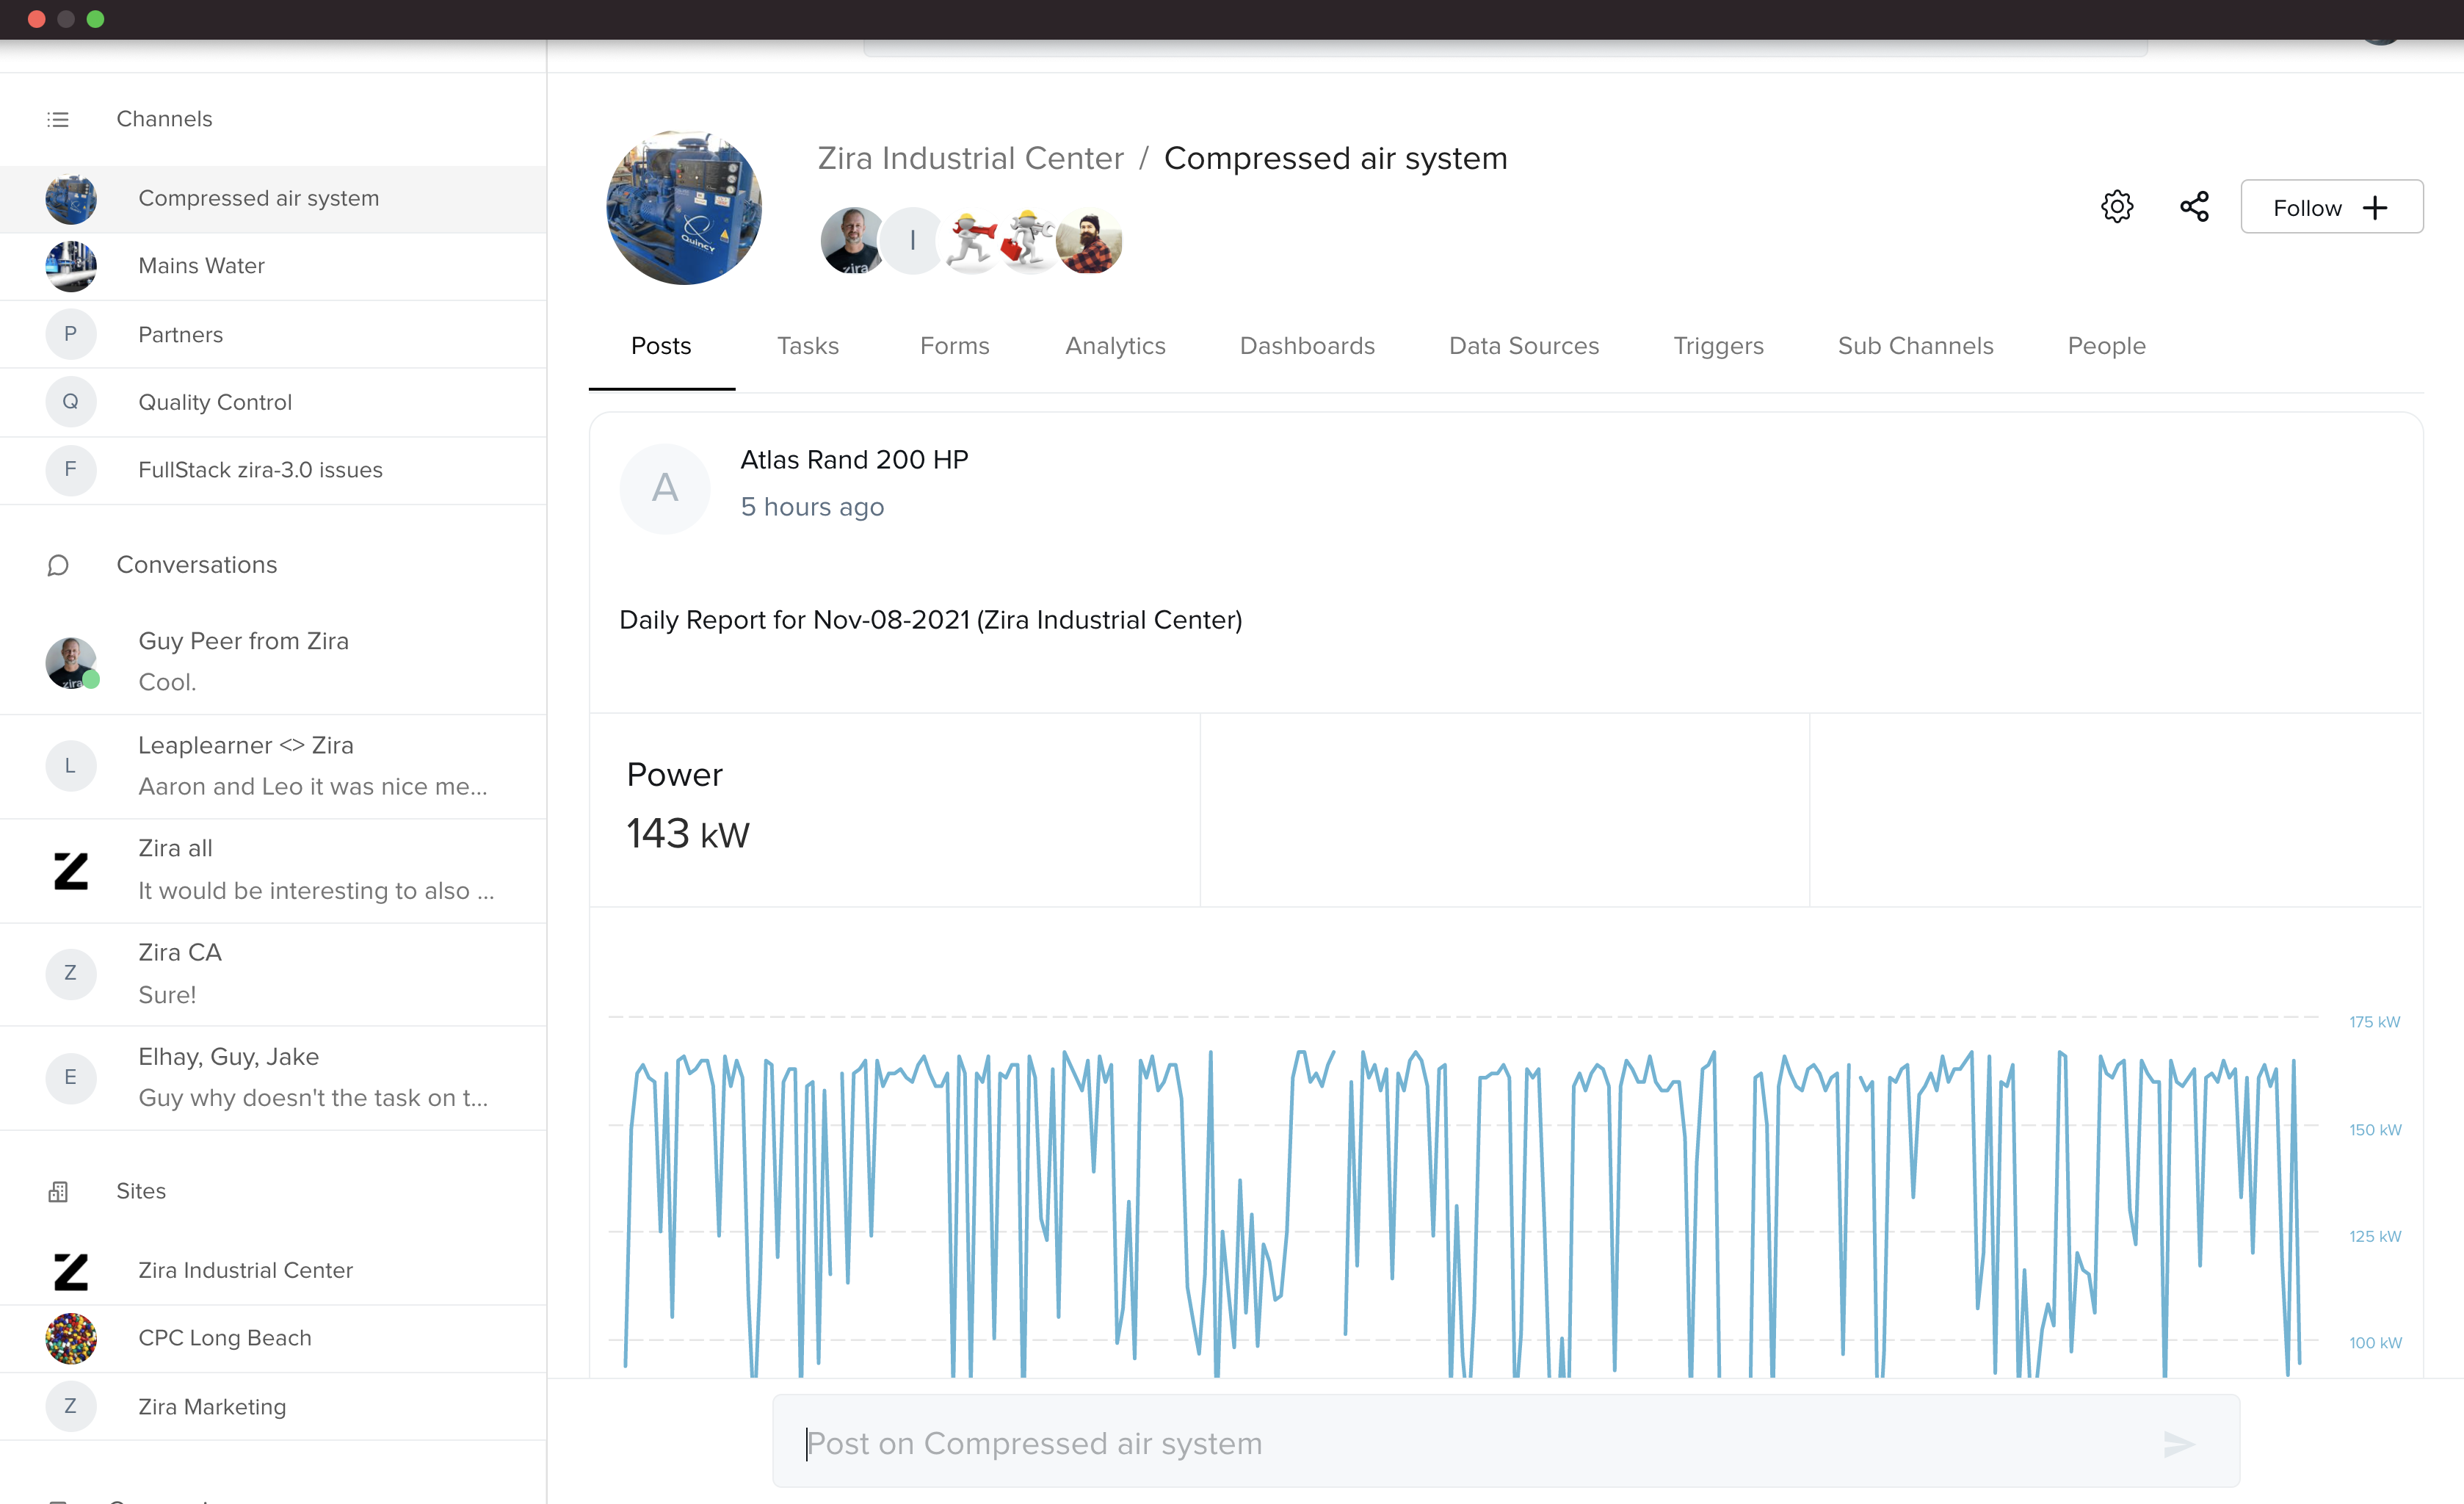 Channels
Compressed air system
Mains Water
P
Partners
Q
Quality Control
F
FullStack zira-3.0 issues
Conversations
Guy Peer from Zira
Cool.
zira
L
Leaplearner <> Zira
Aaron and Leo it was nice me...
Z
Zira all
It would be interesting to also ...
Z
Zira CA
Sure!
E
Elhay, Guy, Jake
Guy why doesn't the task on t...
Sites
Z
Zira Industrial Center
CPC Long Beach
Z
Zira Marketing
Quincy
Zira Industrial Center / Compressed air system
zira
I
Follow
Posts Tasks Forms Analytics Dashboards Data Sources Triggers Sub Channels People
A
Atlas Rand 200 HP
5 hours ago
Daily Report for Nov-08-2021 (Zira Industrial Center)
Power
143 kW
175 kW
150 kW
125 kW
100 kW
Post on Compressed air system